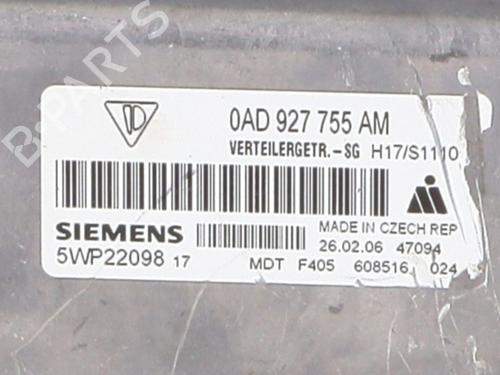 B-PARTS
0AD 927 755 AM
VERTEILERGETR.-SG H17/S1110
SIEMENS
MADE IN CZECH REP
5WP22098 17
26.02.06 47094
MDT F405 608516 024